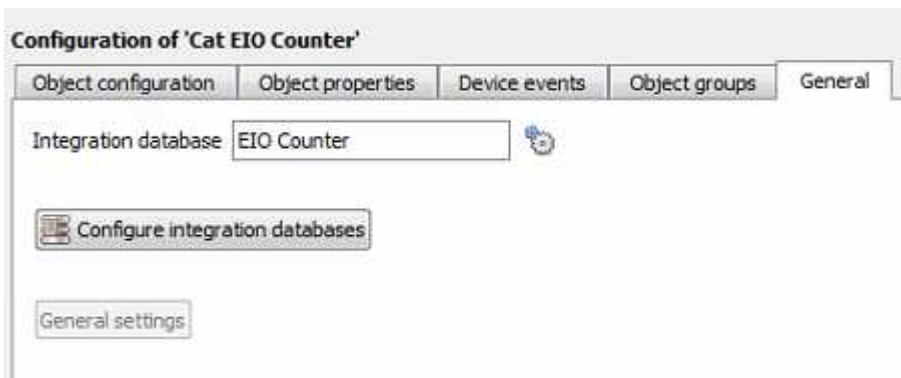 Configuration of 'Cat EIO Counter'
Object configuration Object properties Device events Object groups General
Integration database EIO Counter
Configure integration databases
General settings